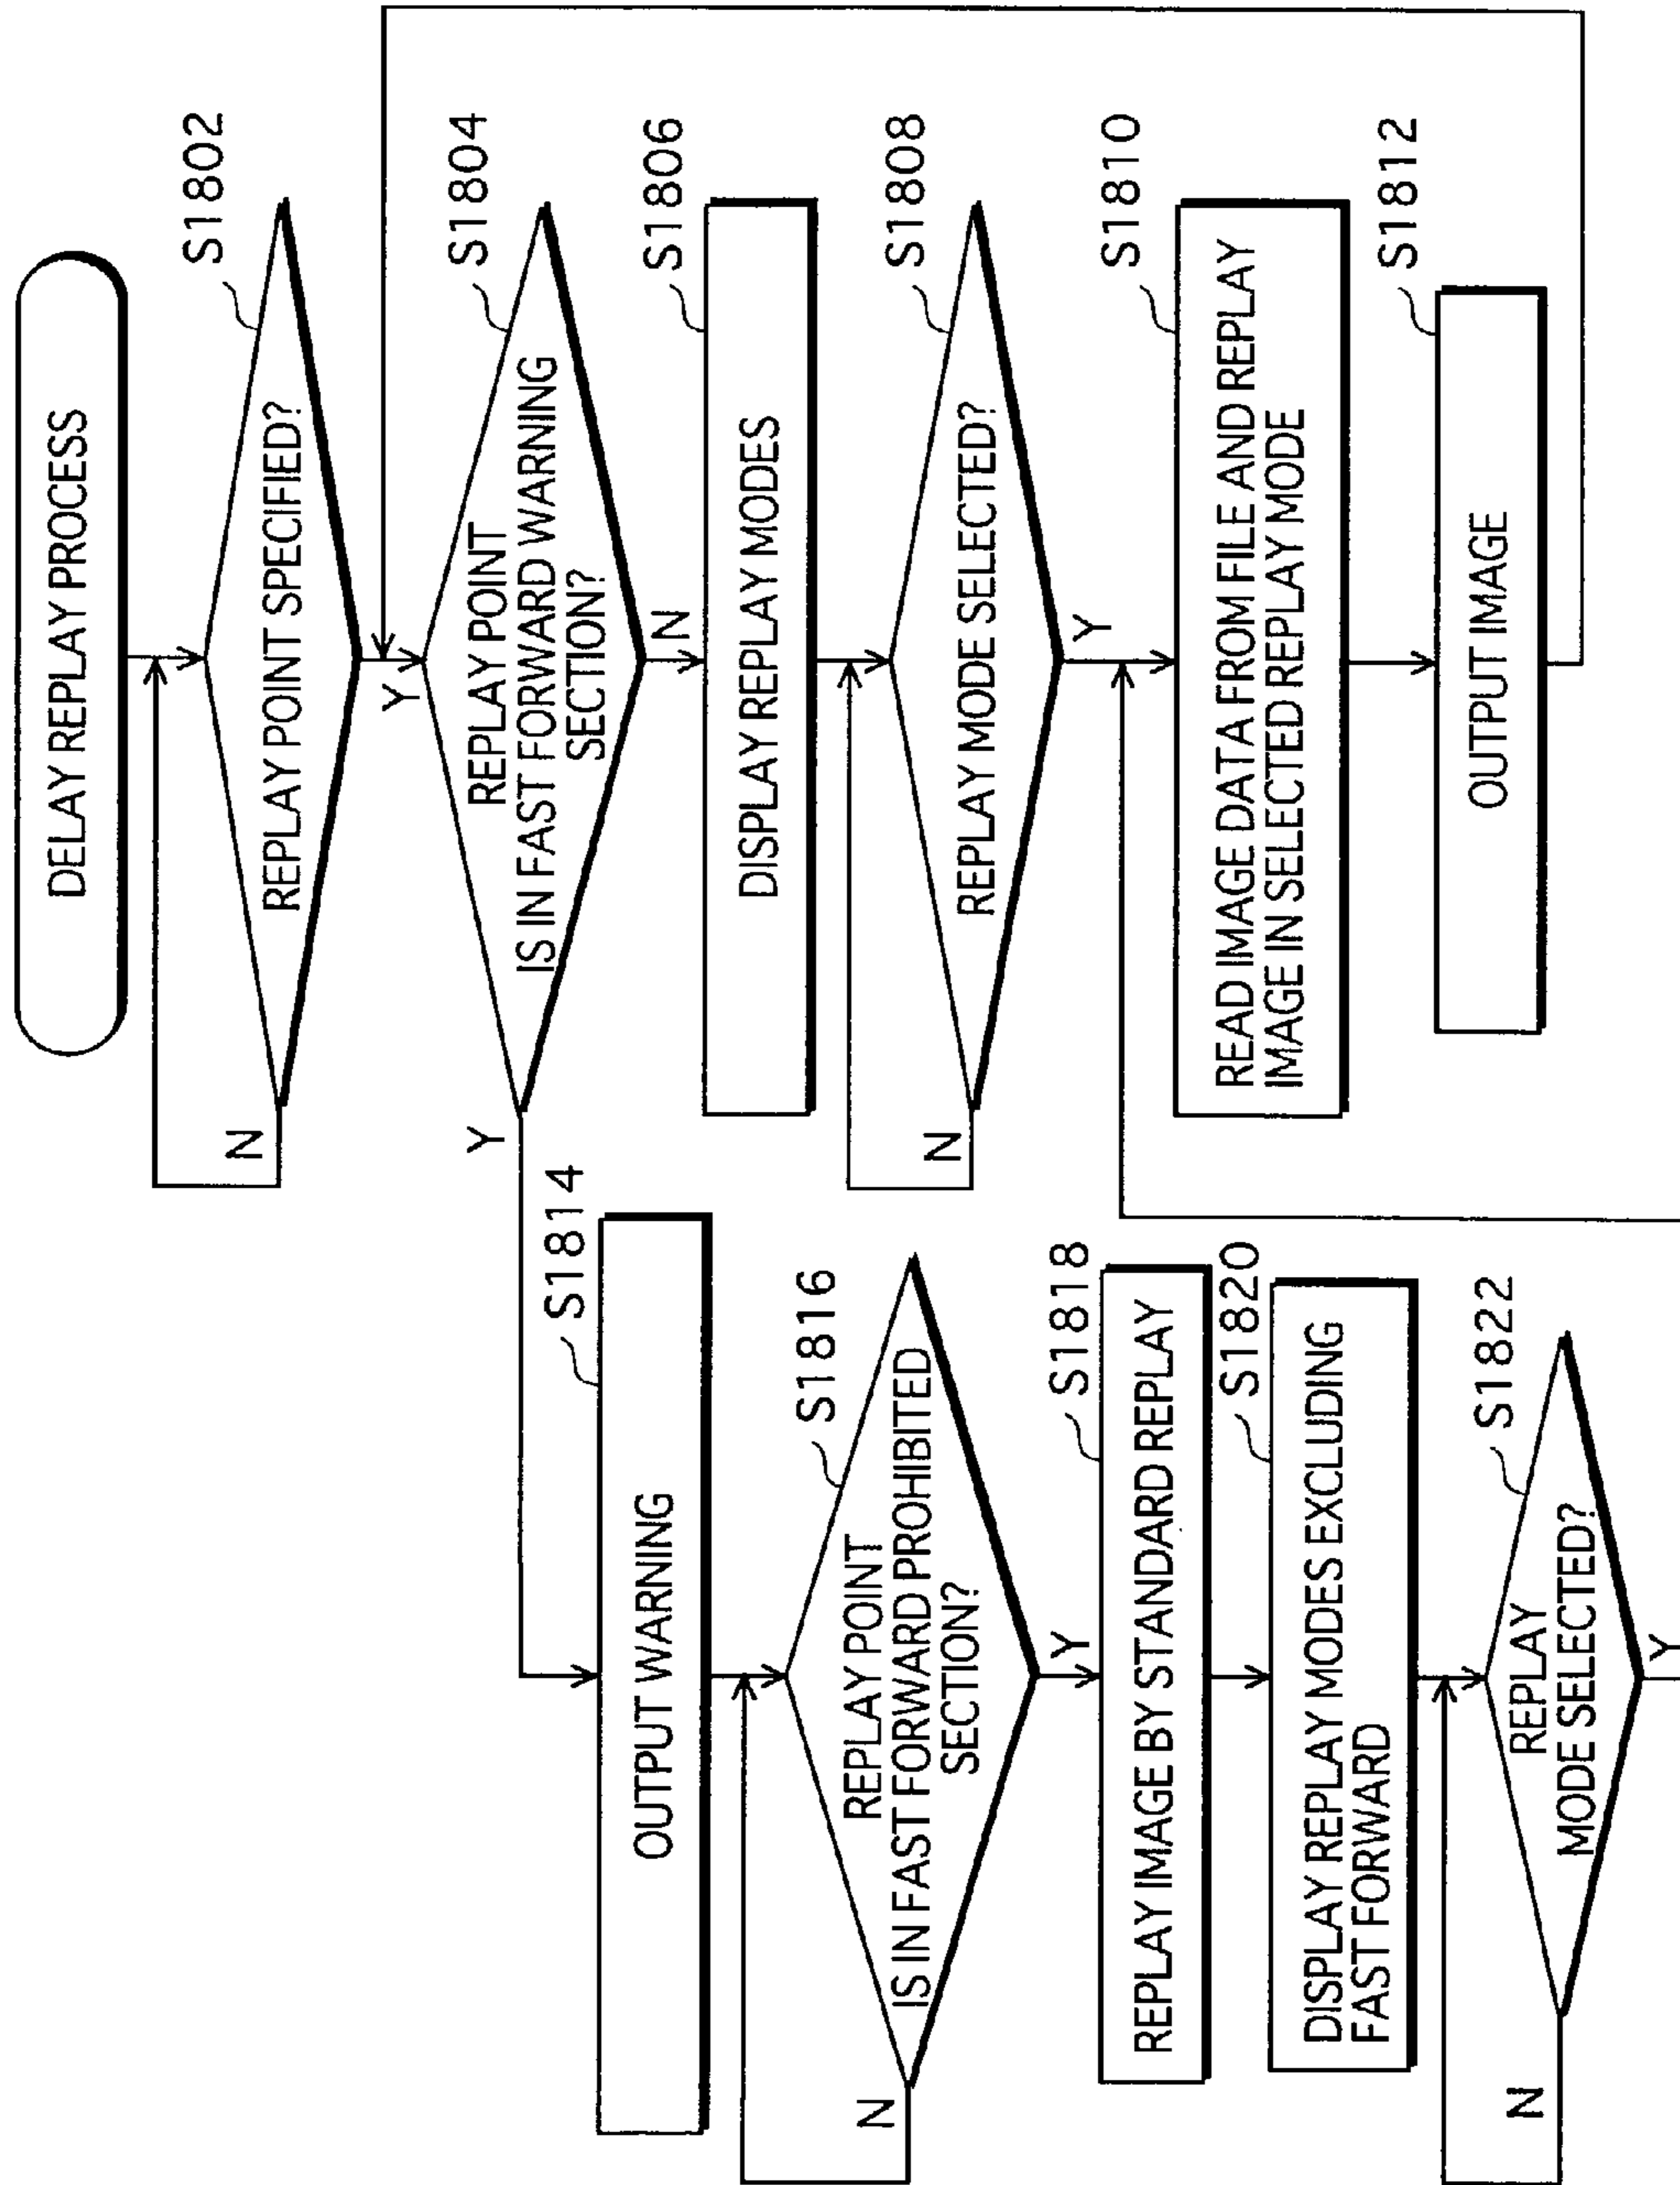 DELAY REPLAY PROCESS
S1802
REPLAY POINT SPECIFIED?
N
Y
S1804
REPLAY POINT
IS IN FAST FORWARD WARNING
SECTION?
Y
N
S1806
DISPLAY REPLAY MODES
S1808
REPLAY MODE SELECTED?
N
Y
S1810
READ IMAGE DATA FROM FILE AND REPLAY
IMAGE IN SELECTED REPLAY MODE
S1812
OUTPUT IMAGE
S1814
OUTPUT WARNING
S1816
REPLAY POINT
IS IN FAST FORWARD PROHIBITED
SECTION?
N
Y
S1818
REPLAY IMAGE BY STANDARD REPLAY
S1820
DISPLAY REPLAY MODES EXCLUDING
FAST FORWARD
S1822
REPLAY
MODE SELECTED?
N
Y